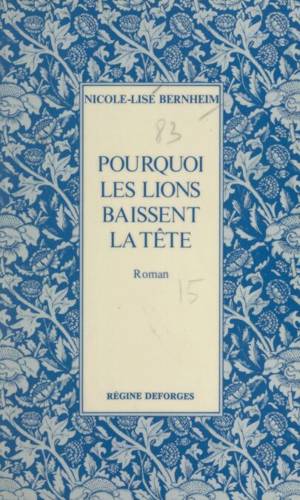 NICOLE-LISE BERNHEIM
83
POURQUOI
LES LIONS
BAISSENT
LA TÊTE
Roman
15
RÉGINE DEFORGES